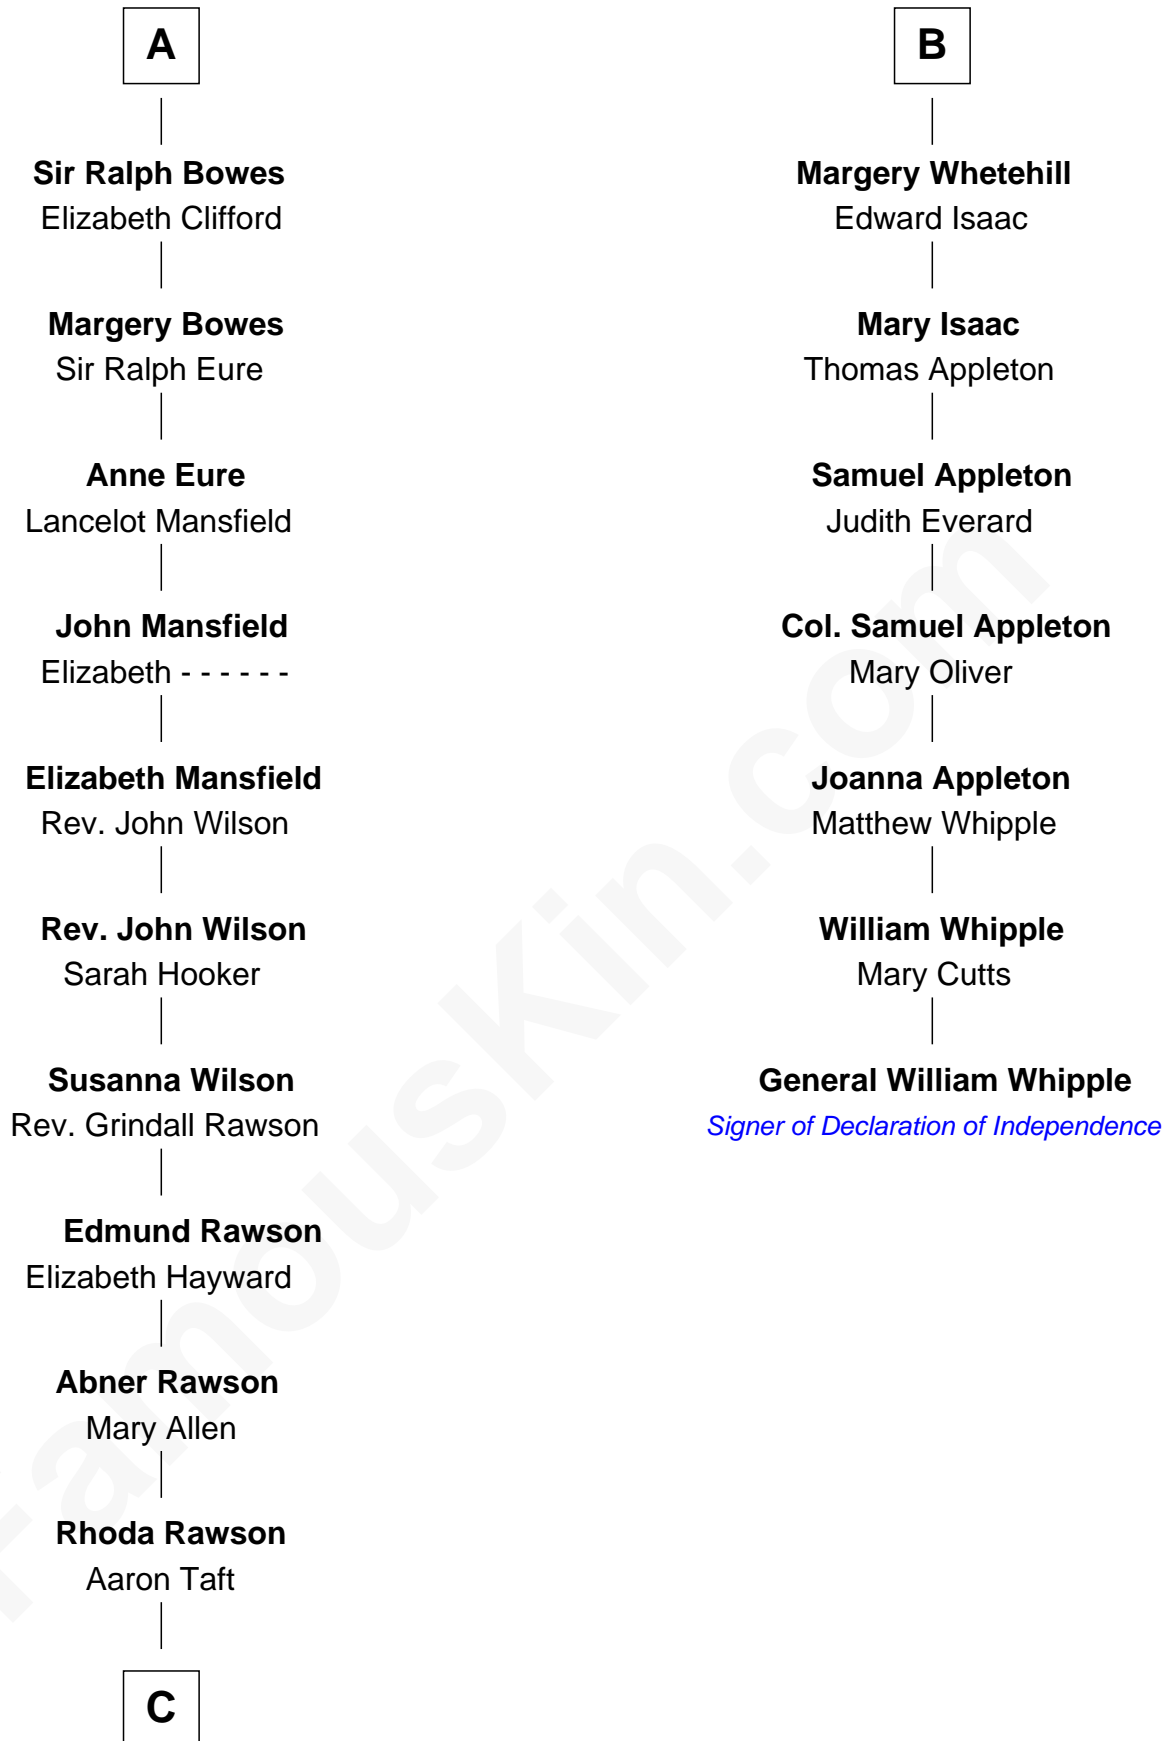 A
Sir Ralph Bowes
Elizabeth Clifford
Margery Bowes
Sir Ralph Eure
Anne Eure
Lancelot Mansfield
John Mansfield
Elizabeth - - - - - -
Elizabeth Mansfield
Rev. John Wilson
Rev. John Wilson
Sarah Hooker
Susanna Wilson
Rev. Grindall Rawson
Edmund Rawson
Elizabeth Hayward
Abner Rawson
Mary Allen
Rhoda Rawson
Aaron Taft
C
B
Margery Whetehill
Edward Isaac
Mary Isaac
Thomas Appleton
Samuel Appleton
Judith Everard
Col. Samuel Appleton
Mary Oliver
Joanna Appleton
Matthew Whipple
William Whipple
Mary Cutts
General William Whipple
Signer of Declaration of Independence
FamousKin.com